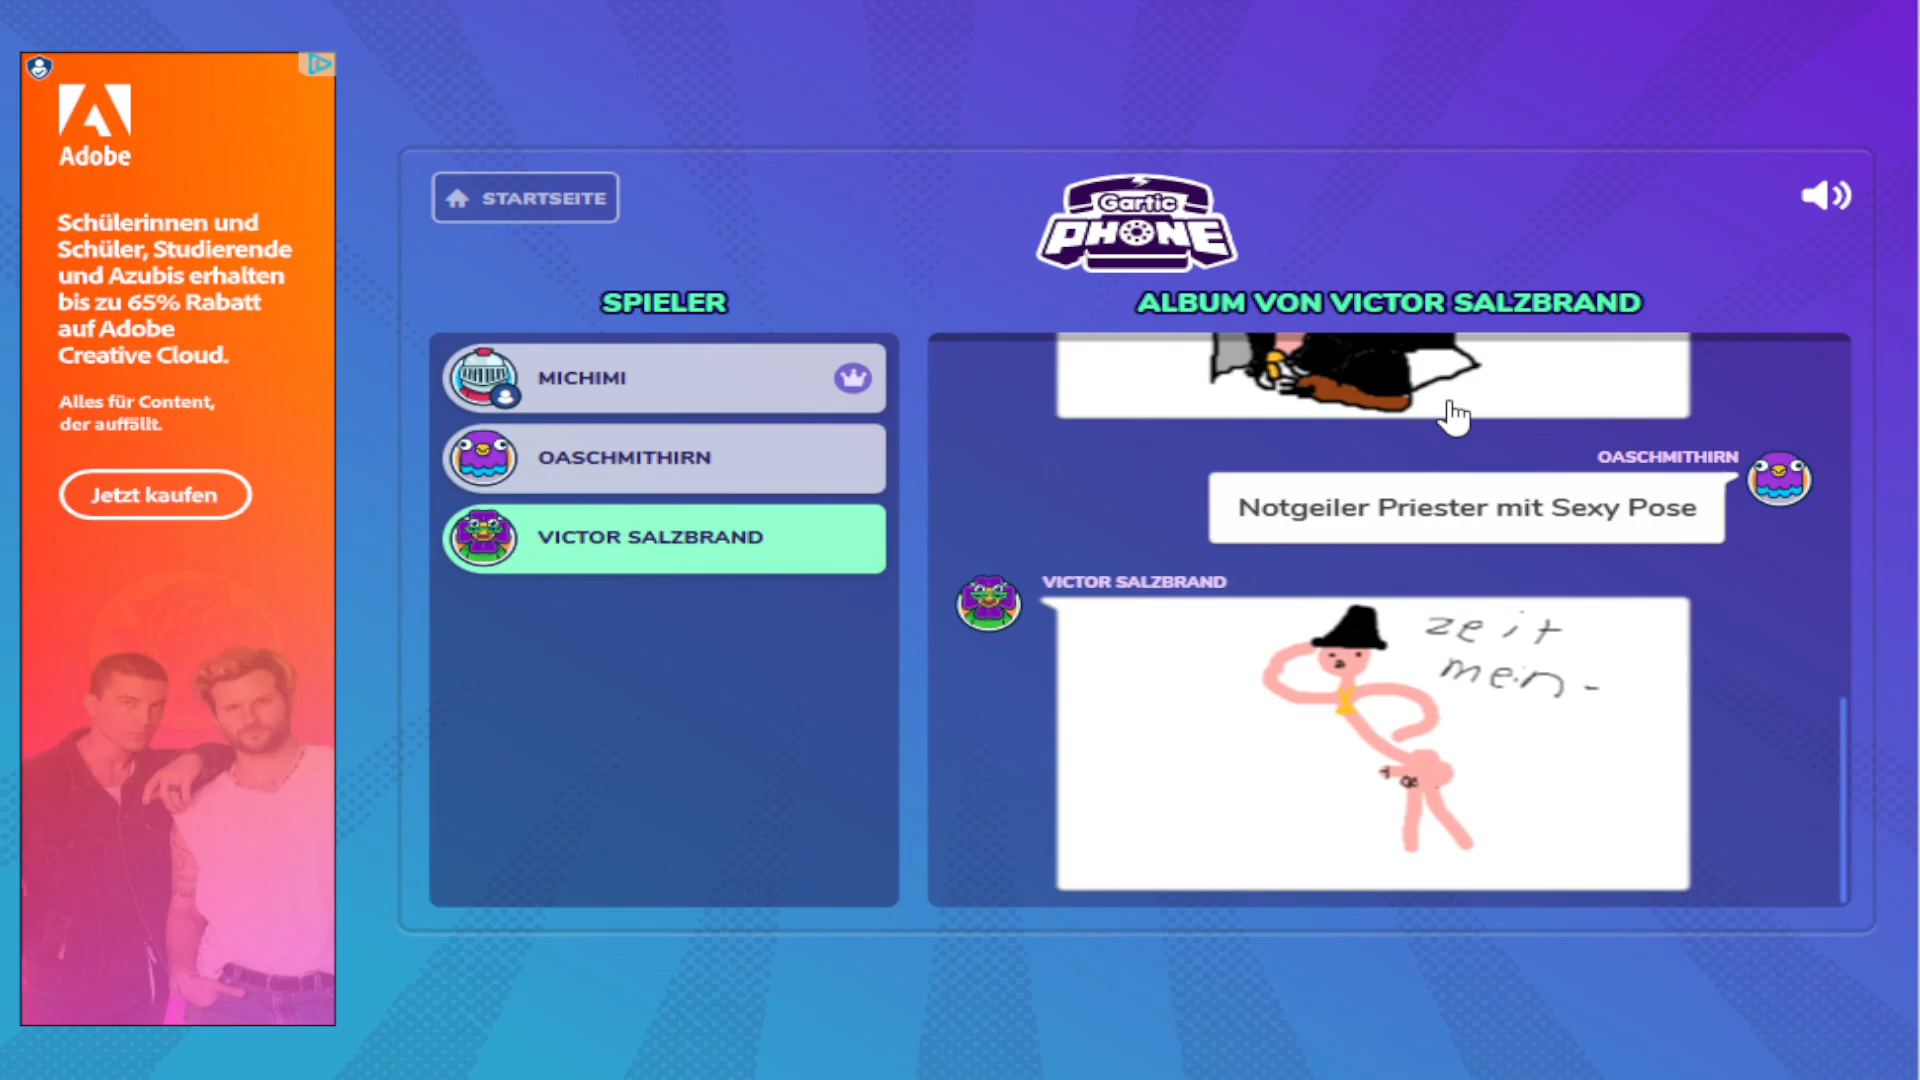 Adobe
Schülerinnen und
Schüler, Studierende
und Azubis erhalten
bis zu 65% Rabatt
auf Adobe
Creative Cloud.
Alles für Content,
der auffällt.
Jetzt kaufen
STARTSEITE
Gartic
PHONE
SPIELER
MICHIMI
OASCHMITHIRN
VICTOR SALZBRAND
ALBUM VON VICTOR SALZBRAND
OASCHMITHIRN
Notgeiler Priester mit Sexy Pose
VICTOR SALZBRAND
zeit
mein-